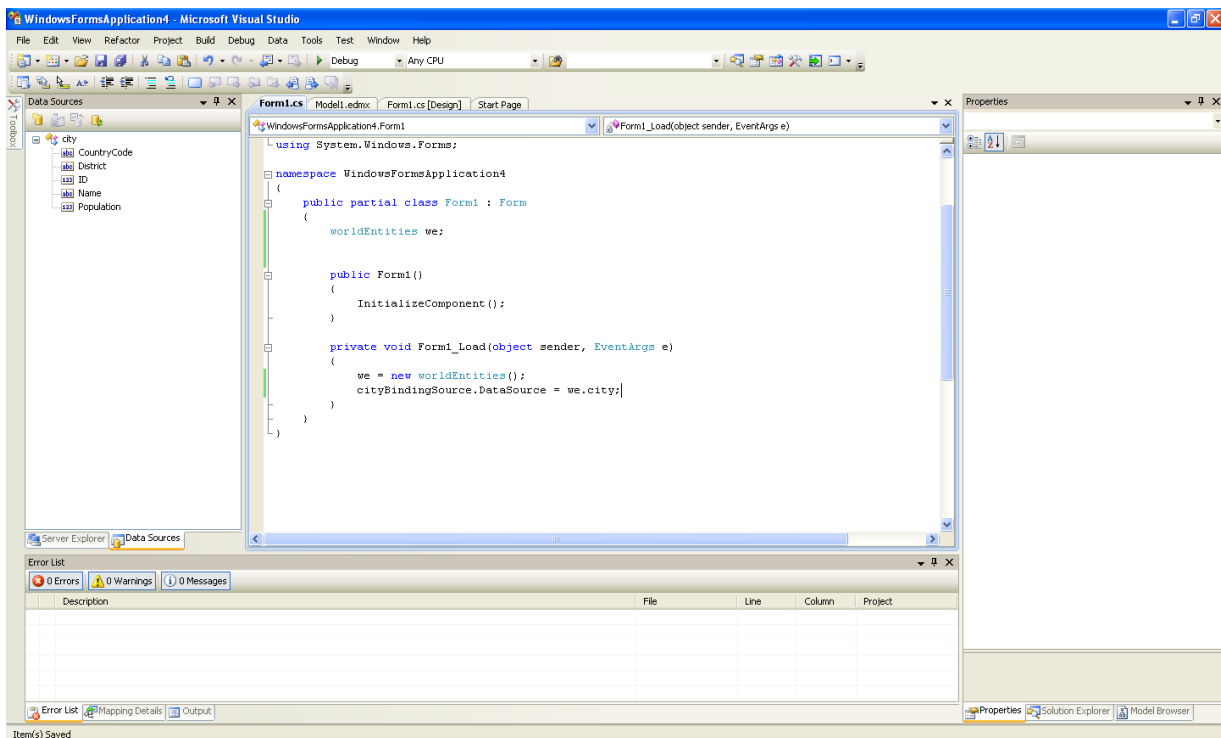 WindowsFormsApplication4 - Microsoft Visual Studio
File Edit View Refactor Project Build Debug Data Tools Test Window Help
Debug Any CPU
Toolbox
Data Sources
city
CountryCode
District
ID
Name
Population
Server Explorer Data Sources
Form1.cs Model1.edmx Form1.cs [Design] Start Page
WindowsFormsApplication4.Form1 Form1_Load(object sender, EventArgs e)
using System.Windows.Forms;
namespace WindowsFormsApplication4
{
public partial class Form1 : Form
{
worldEntities we;
public Form1()
{
InitializeComponent();
}
private void Form1_Load(object sender, EventArgs e)
{
we = new worldEntities();
cityBindingSource.DataSource = we.city;
}
}
}
Properties
Error List
0 Errors 0 Warnings 0 Messages
Description File Line Column Project
Error List Mapping Details Output
Properties Solution Explorer Model Browser
Item(s) Saved